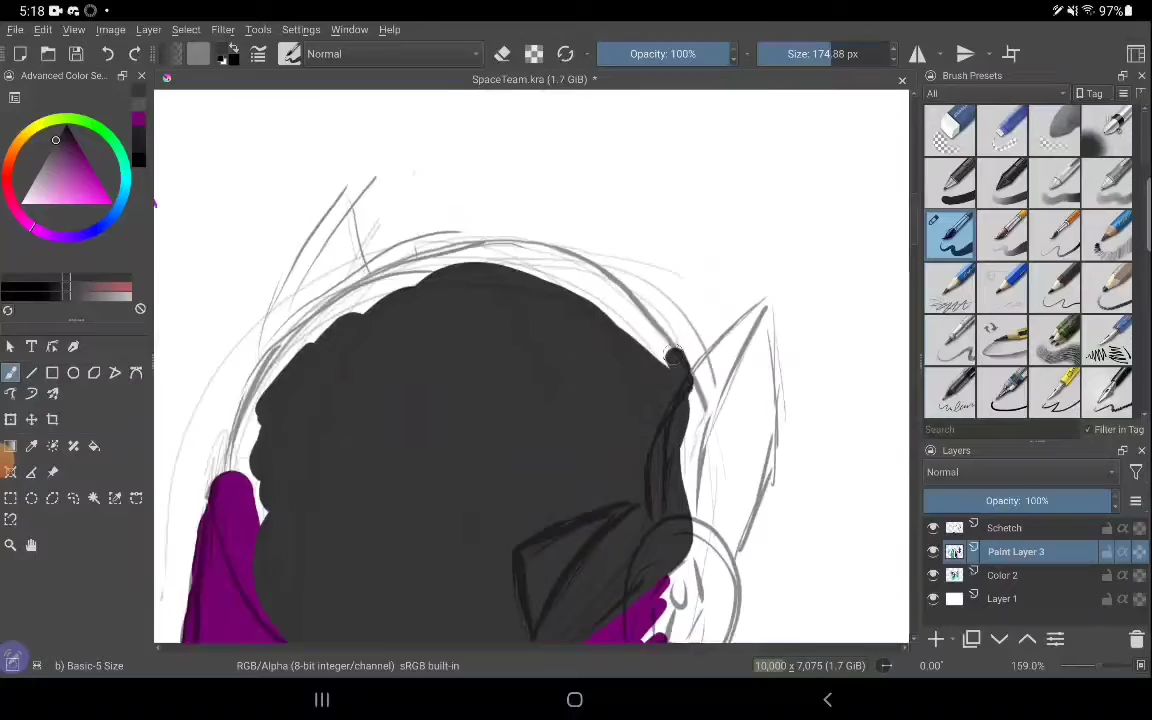 5:18 97%
File Edit View Image Layer Select Filter Tools Settings Window Help
Normal Opacity: 100% Size: 174.88 px
Advanced Color Se... SpaceTeam.kra (1.7 GiB) * Brush Presets
All Tag
Search Filter in Tag
Layers
Normal
Opacity: 100%
Schetch
Paint Layer 3
Color 2
Layer 1
b) Basic-5 Size RGB/Alpha (8-bit integer/channel) sRGB built-in 10,000 x 7,075 (1.7 GiB) 0.00° 159.0%